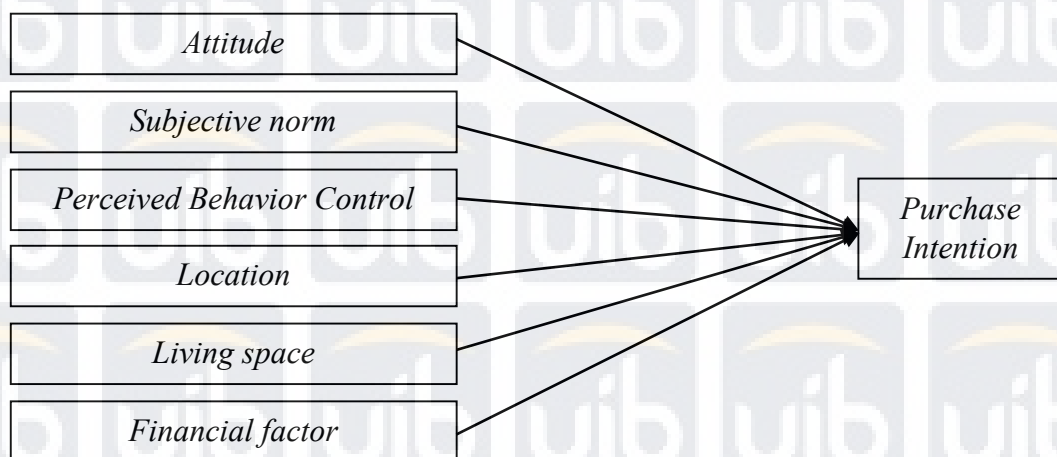 Attitude
Subjective norm
Perceived Behavior Control
Location
Living space
Financial factor
Purchase
Intention